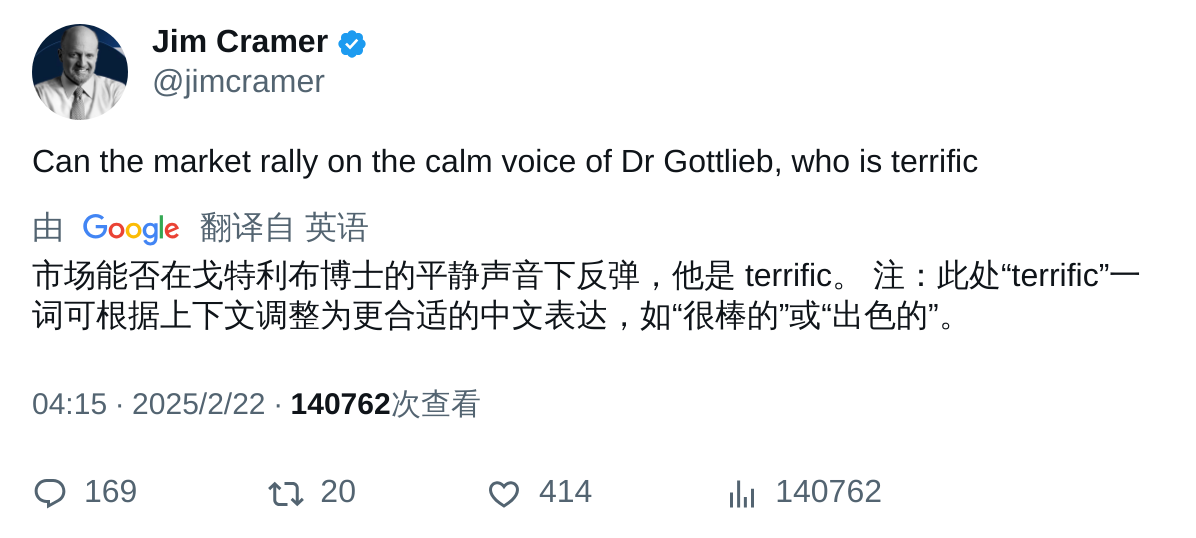 Jim Cramer
@jimcramer
Can the market rally on the calm voice of Dr Gottlieb, who is terrific
由 Google 翻译自 英语
市场能否在戈特利布博士的平静声音下反弹，他是 terrific。 注：此处“terrific”一
词可根据上下文调整为更合适的中文表达，如“很棒的”或“出色的”。
04:15 · 2025/2/22 · 140762次查看
169 20 414 140762